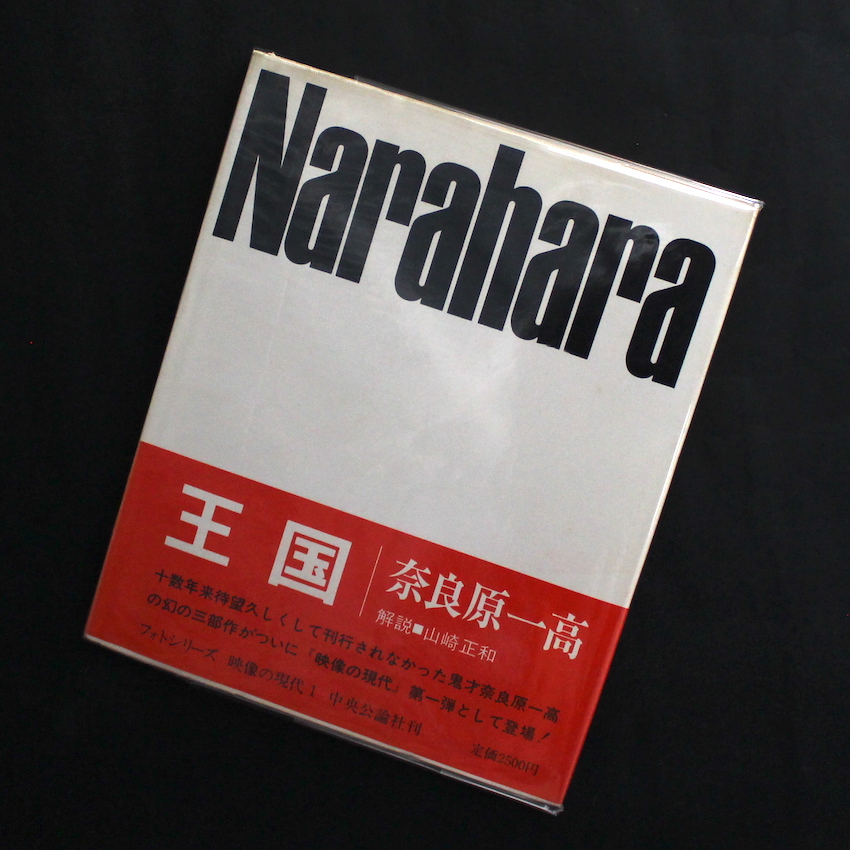 Narahara
王国
奈良原一高
解説■山崎正和
十数年来待望久しくして刊行されなかった鬼才奈良原一高
の幻の三部作がついに『映像の現代』第一弾として登場!
フォトシリーズ 映像の現代1 中央公論社刊
定価2500円